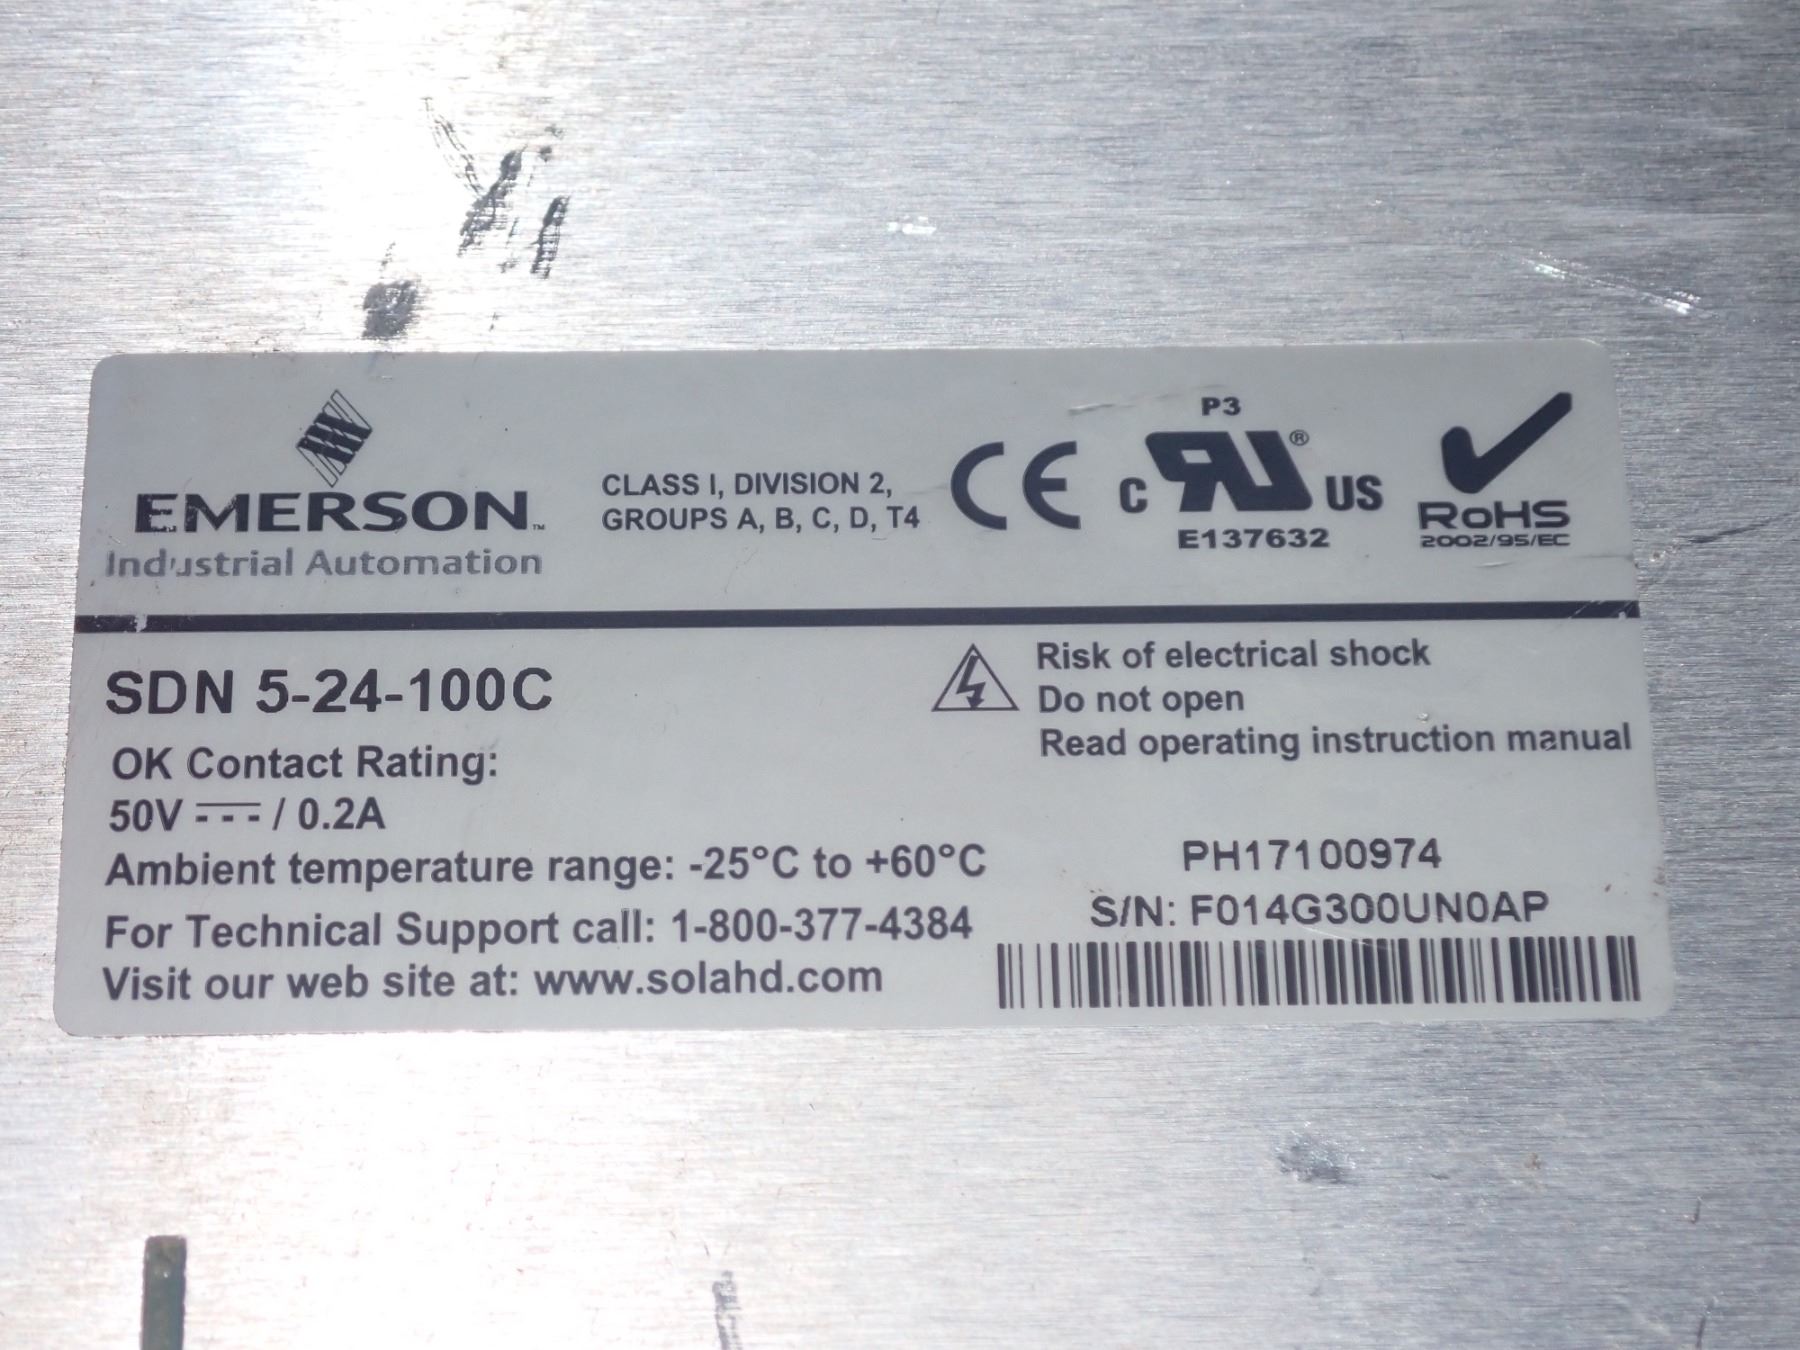 EMERSON™
Industrial Automation
CLASS I, DIVISION 2,
GROUPS A, B, C, D, T4
CE
P3
C RU® US
E137632
RoHS
2002/95/EC
SDN 5-24-100C
OK Contact Rating:
50V ⎓ / 0.2A
Ambient temperature range: -25°C to +60°C
For Technical Support call: 1-800-377-4384
Visit our web site at: www.solahd.com
Risk of electrical shock
Do not open
Read operating instruction manual
PH17100974
S/N: F014G300UN0AP